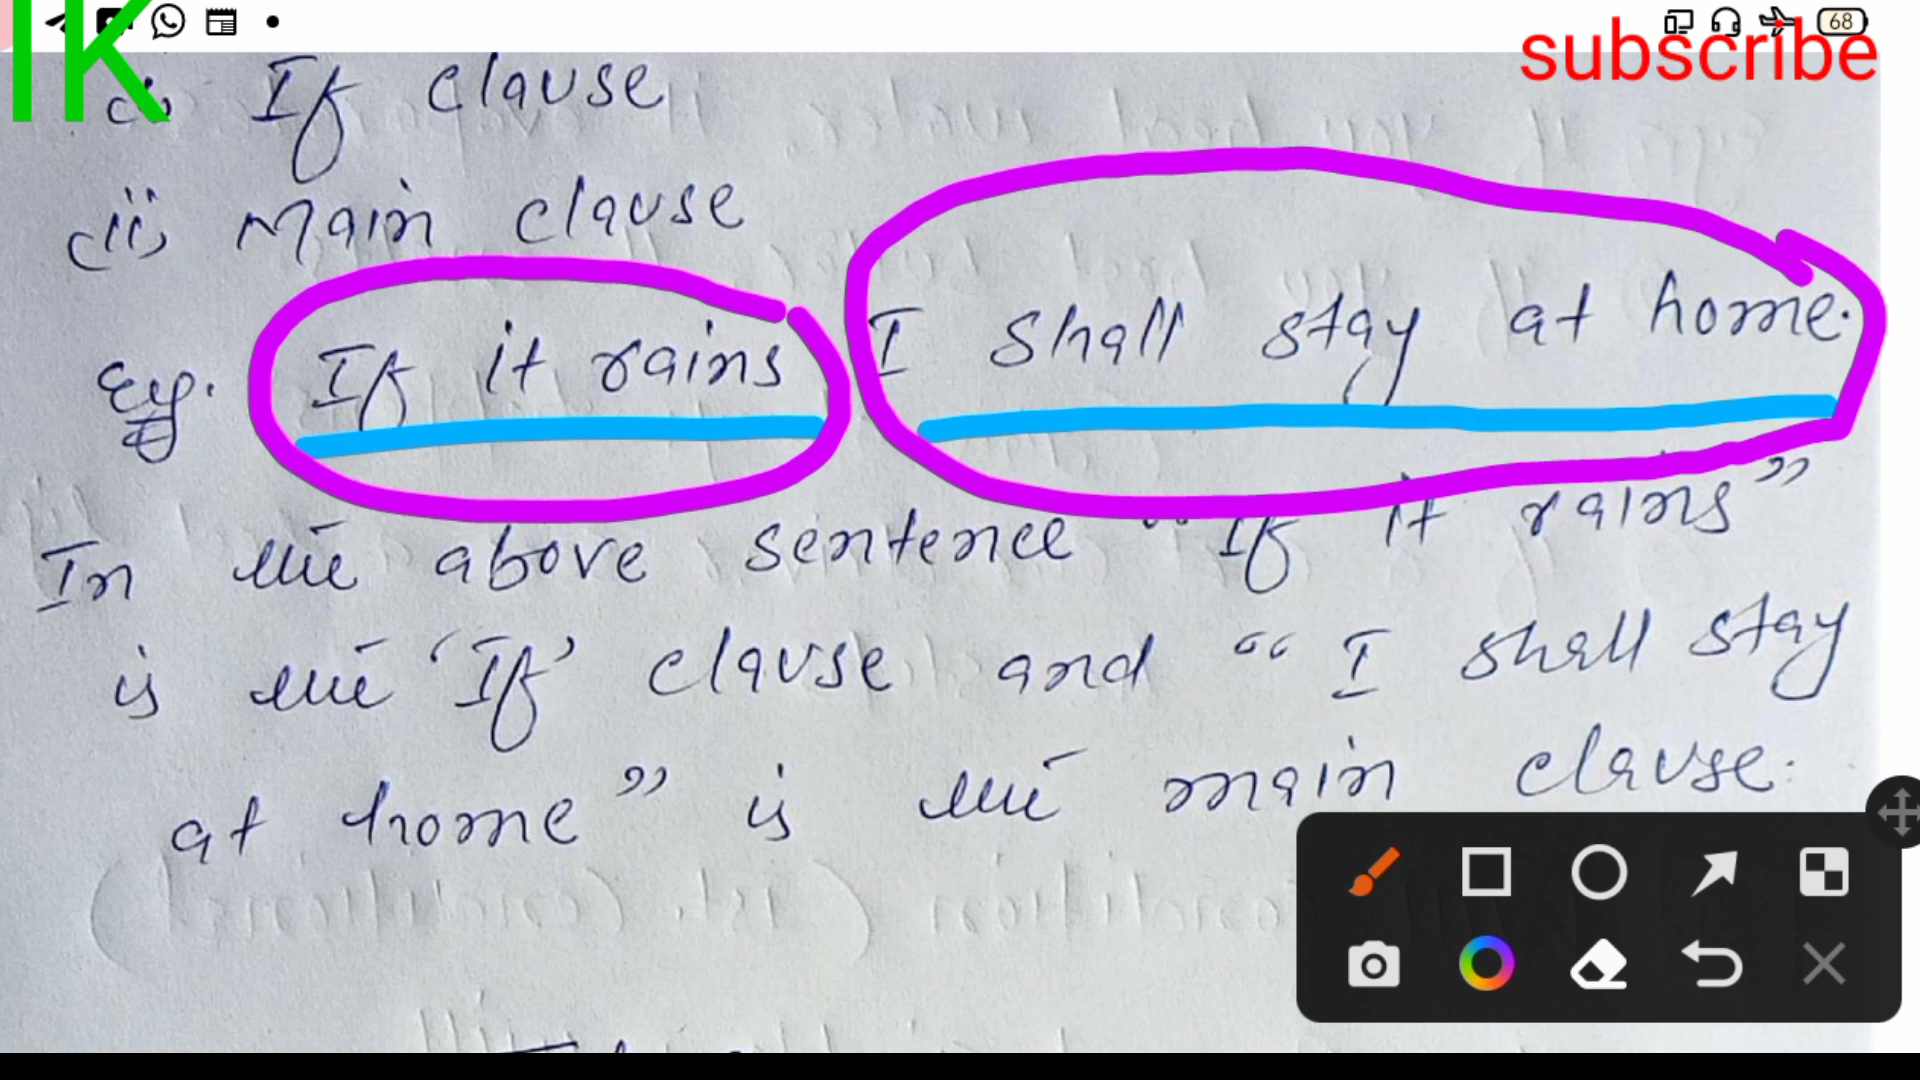 IK
subscribe
68
(i) If clause
(ii) Main clause
Eg. If it rains I shall stay at home.
In the above sentence "If it rains"
is the 'If' clause and "I shall stay
at home" is the main clause.